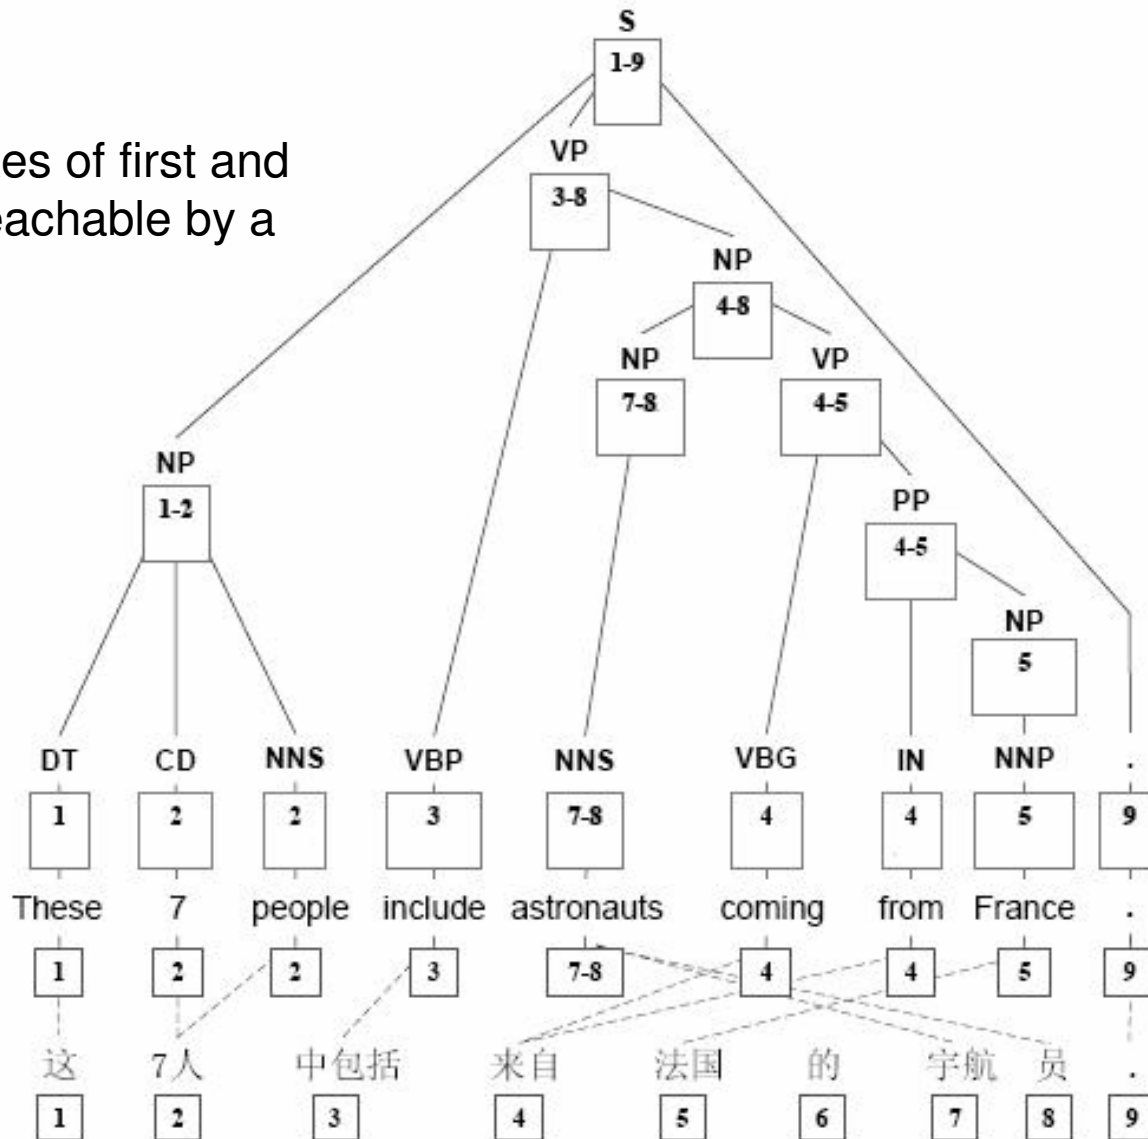 S
1-9
es of first and
VP
eachable by a
3-8
NP
4-8
NP VP
7-8 4-5
NP
1-2
PP
4-5
NP
5
DT CD NNS VBP NNS VBG IN NNP .
1 2 2 3 7-8 4 4 5 9
These 7 people include astronauts coming from France .
1 2 2 3 7-8 4 4 5 9
这 7人 中包括 来自 法国 的 宇航 员 .
1 2 3 4 5 6 7 8 9